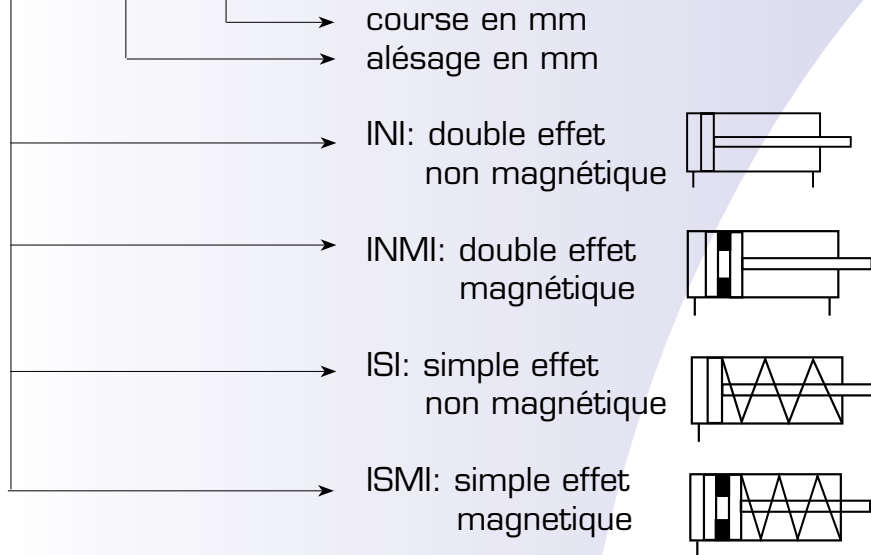 course en mm
alésage en mm
INI: double effet
non magnétique
INMI: double effet
magnétique
ISI: simple effet
non magnétique
ISMI: simple effet
magnetique